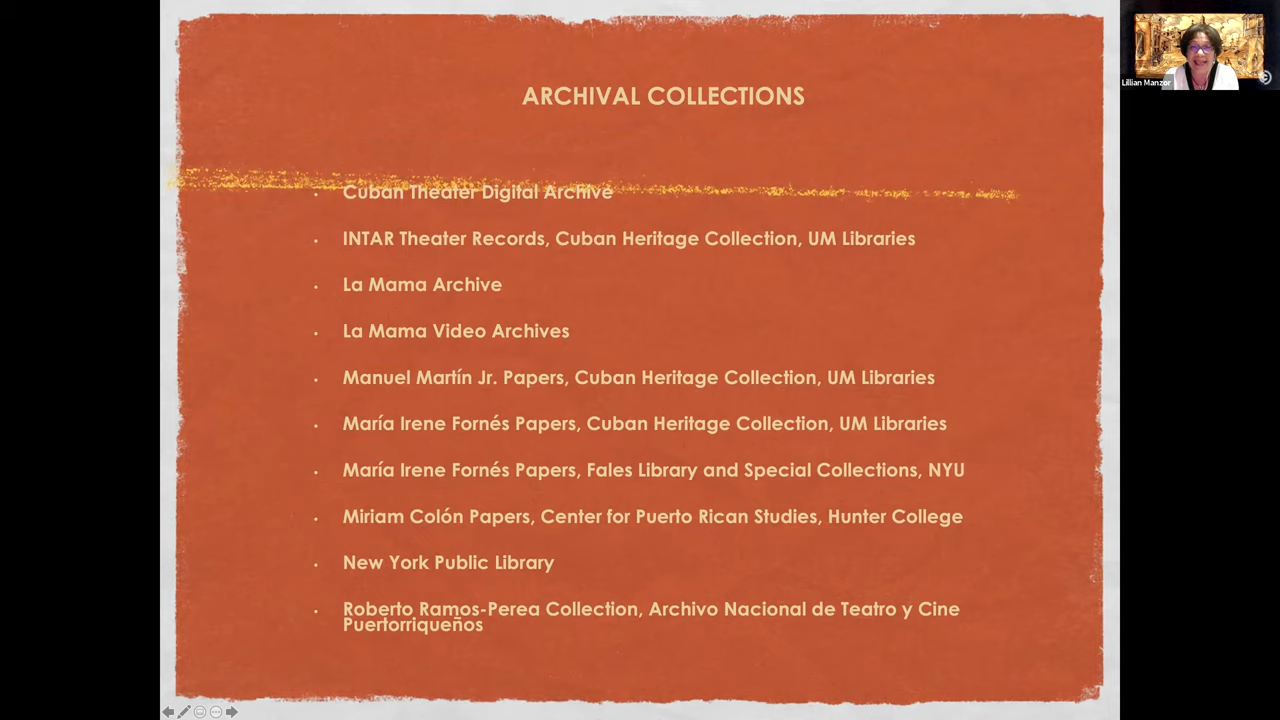 ARCHIVAL COLLECTIONS
Cuban Theater Digital Archive
INTAR Theater Records, Cuban Heritage Collection, UM Libraries
La Mama Archive
La Mama Video Archives
Manuel Martín Jr. Papers, Cuban Heritage Collection, UM Libraries
María Irene Fornés Papers, Cuban Heritage Collection, UM Libraries
María Irene Fornés Papers, Fales Library and Special Collections, NYU
Miriam Colón Papers, Center for Puerto Rican Studies, Hunter College
New York Public Library
Roberto Ramos-Perea Collection, Archivo Nacional de Teatro y Cine
Puertorriqueños
Lillian Manzor